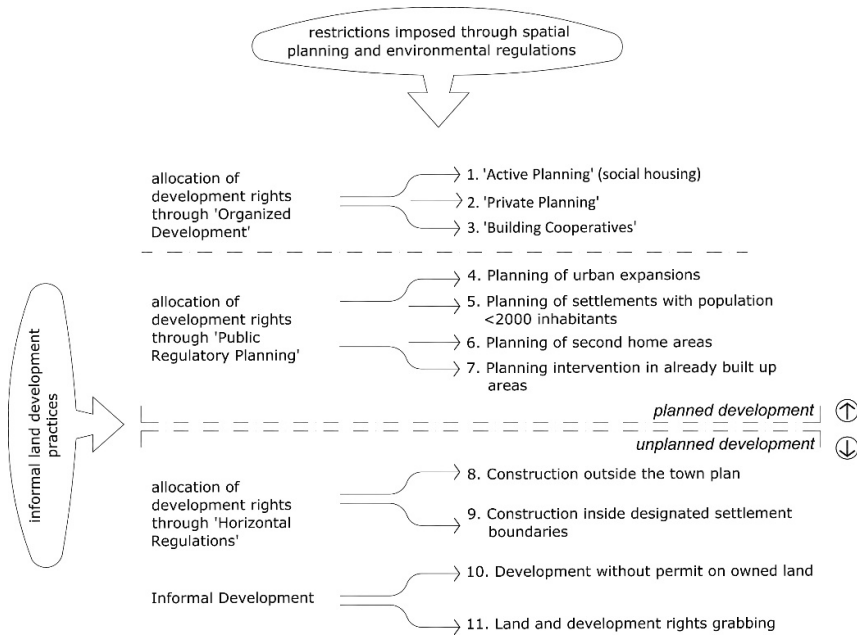 restrictions imposed through spatial
planning and environmental regulations
allocation of
development rights
through 'Organized
Development'
1. 'Active Planning' (social housing)
2. 'Private Planning'
3. 'Building Cooperatives'
allocation of
development rights
through 'Public
Regulatory Planning'
4. Planning of urban expansions
5. Planning of settlements with population
<2000 inhabitants
6. Planning of second home areas
7. Planning intervention in already built up
areas
informal land development
practices
planned development
unplanned development
allocation of
development rights
through 'Horizontal
Regulations'
8. Construction outside the town plan
9. Construction inside designated settlement
boundaries
Informal Development
10. Development without permit on owned land
11. Land and development rights grabbing